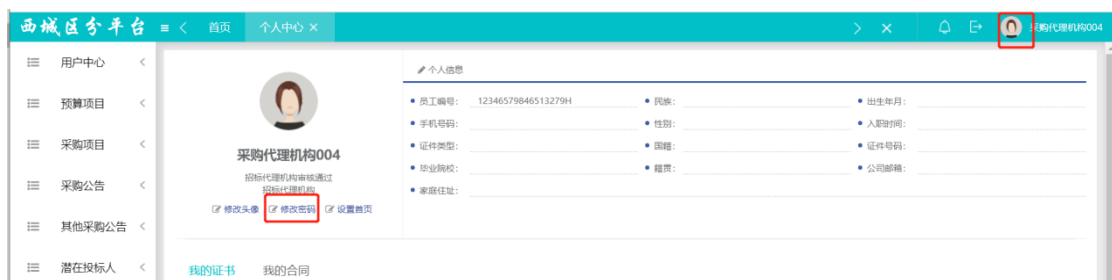 西城区分平台 首页 个人中心 × 采购代理机构004
用户中心
预算项目
采购项目
采购公告
其他采购公告
潜在投标人
采购代理机构004
招标代理机构审核通过
招标代理机构
修改头像 修改密码 设置首页
个人信息
员工编号: 12346579846513279H 民族: 出生年月:
手机号码: 性别: 入职时间:
证件类型: 国籍: 证件号码:
毕业院校: 籍贯: 公司邮箱:
家庭住址:
我的证书 我的合同